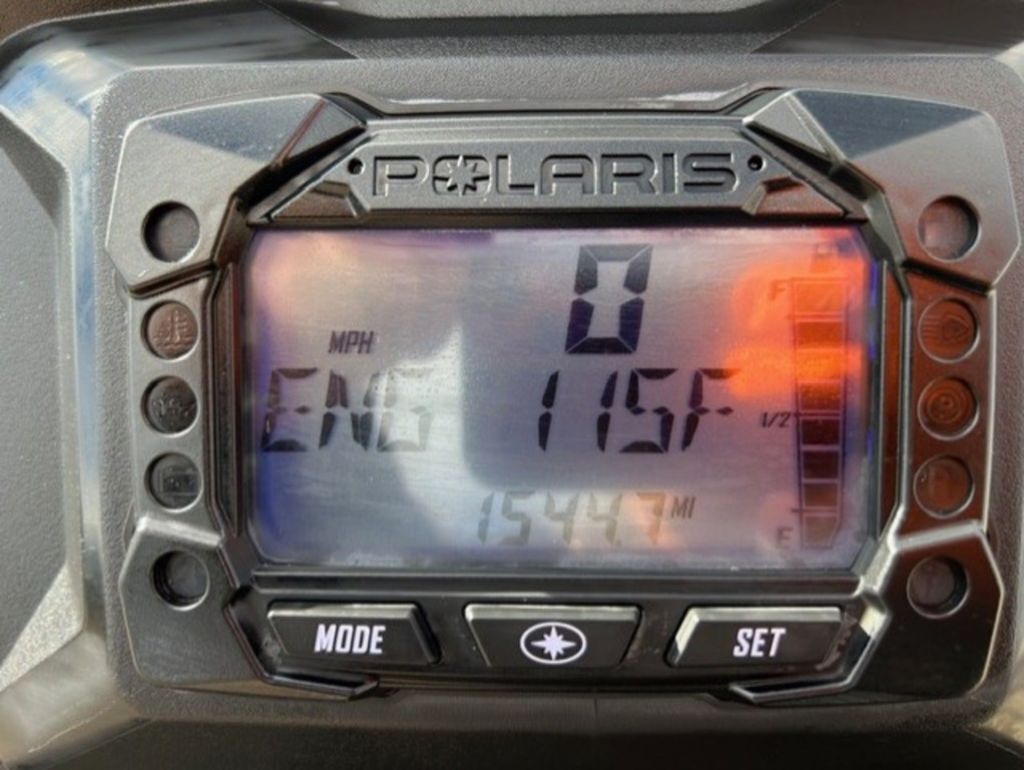 POLARIS
0
MPH
ENG 115F
1/2
F
1544.7 MI
E
MODE
SET